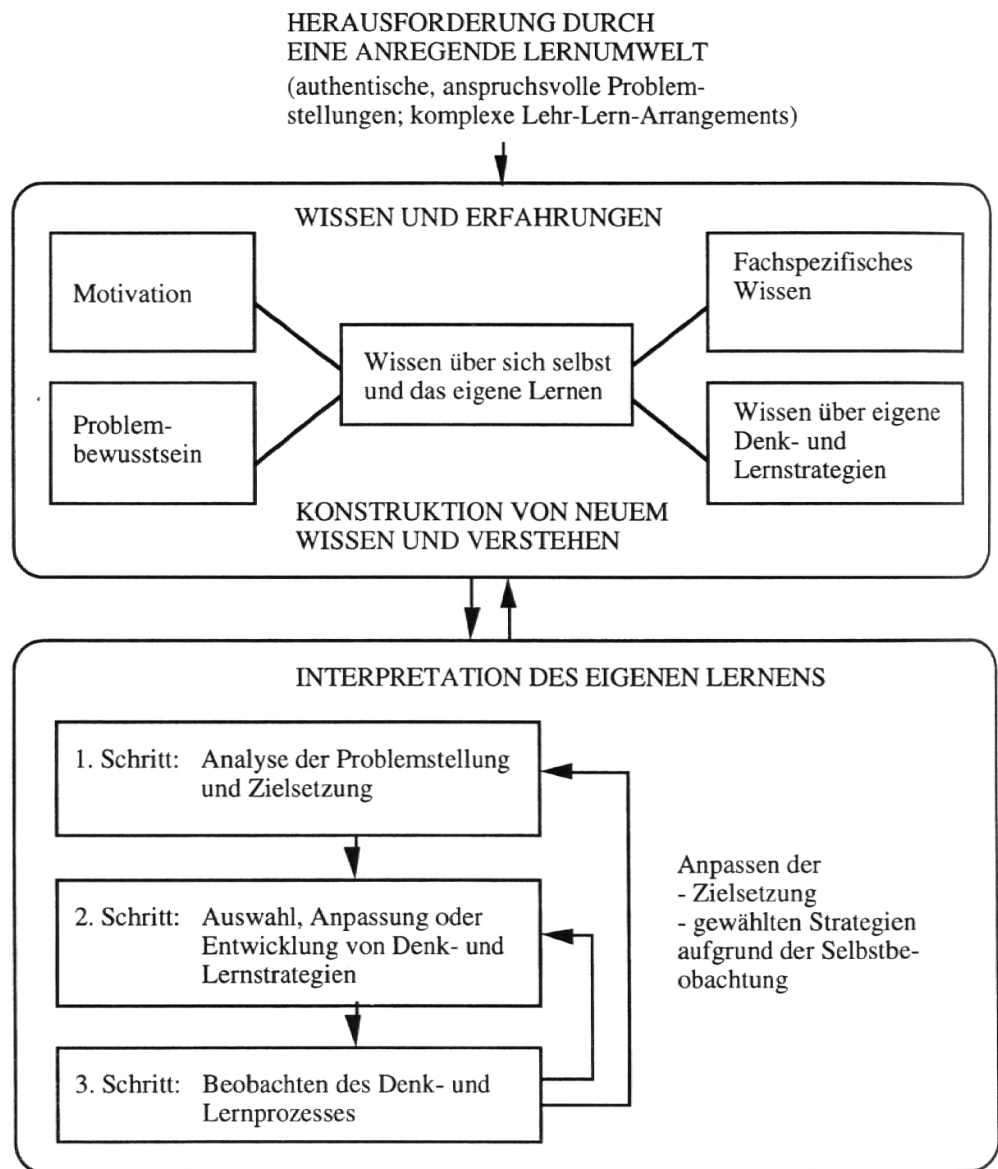 HERAUSFORDERUNG DURCH
EINE ANREGENDE LERNUMWELT
(authentische, anspruchsvolle Problem-
stellungen; komplexe Lehr-Lern-Arrangements)
WISSEN UND ERFAHRUNGEN
Motivation
Fachspezifisches
Wissen
Wissen über sich selbst
und das eigene Lernen
Problem-
bewusstsein
Wissen über eigene
Denk- und
Lernstrategien
KONSTRUKTION VON NEUEM
WISSEN UND VERSTEHEN
INTERPRETATION DES EIGENEN LERNENS
1. Schritt: Analyse der Problemstellung
und Zielsetzung
2. Schritt: Auswahl, Anpassung oder
Entwicklung von Denk- und
Lernstrategien
3. Schritt: Beobachten des Denk- und
Lernprozesses
Anpassen der
- Zielsetzung
- gewählten Strategien
aufgrund der Selbstbe-
obachtung